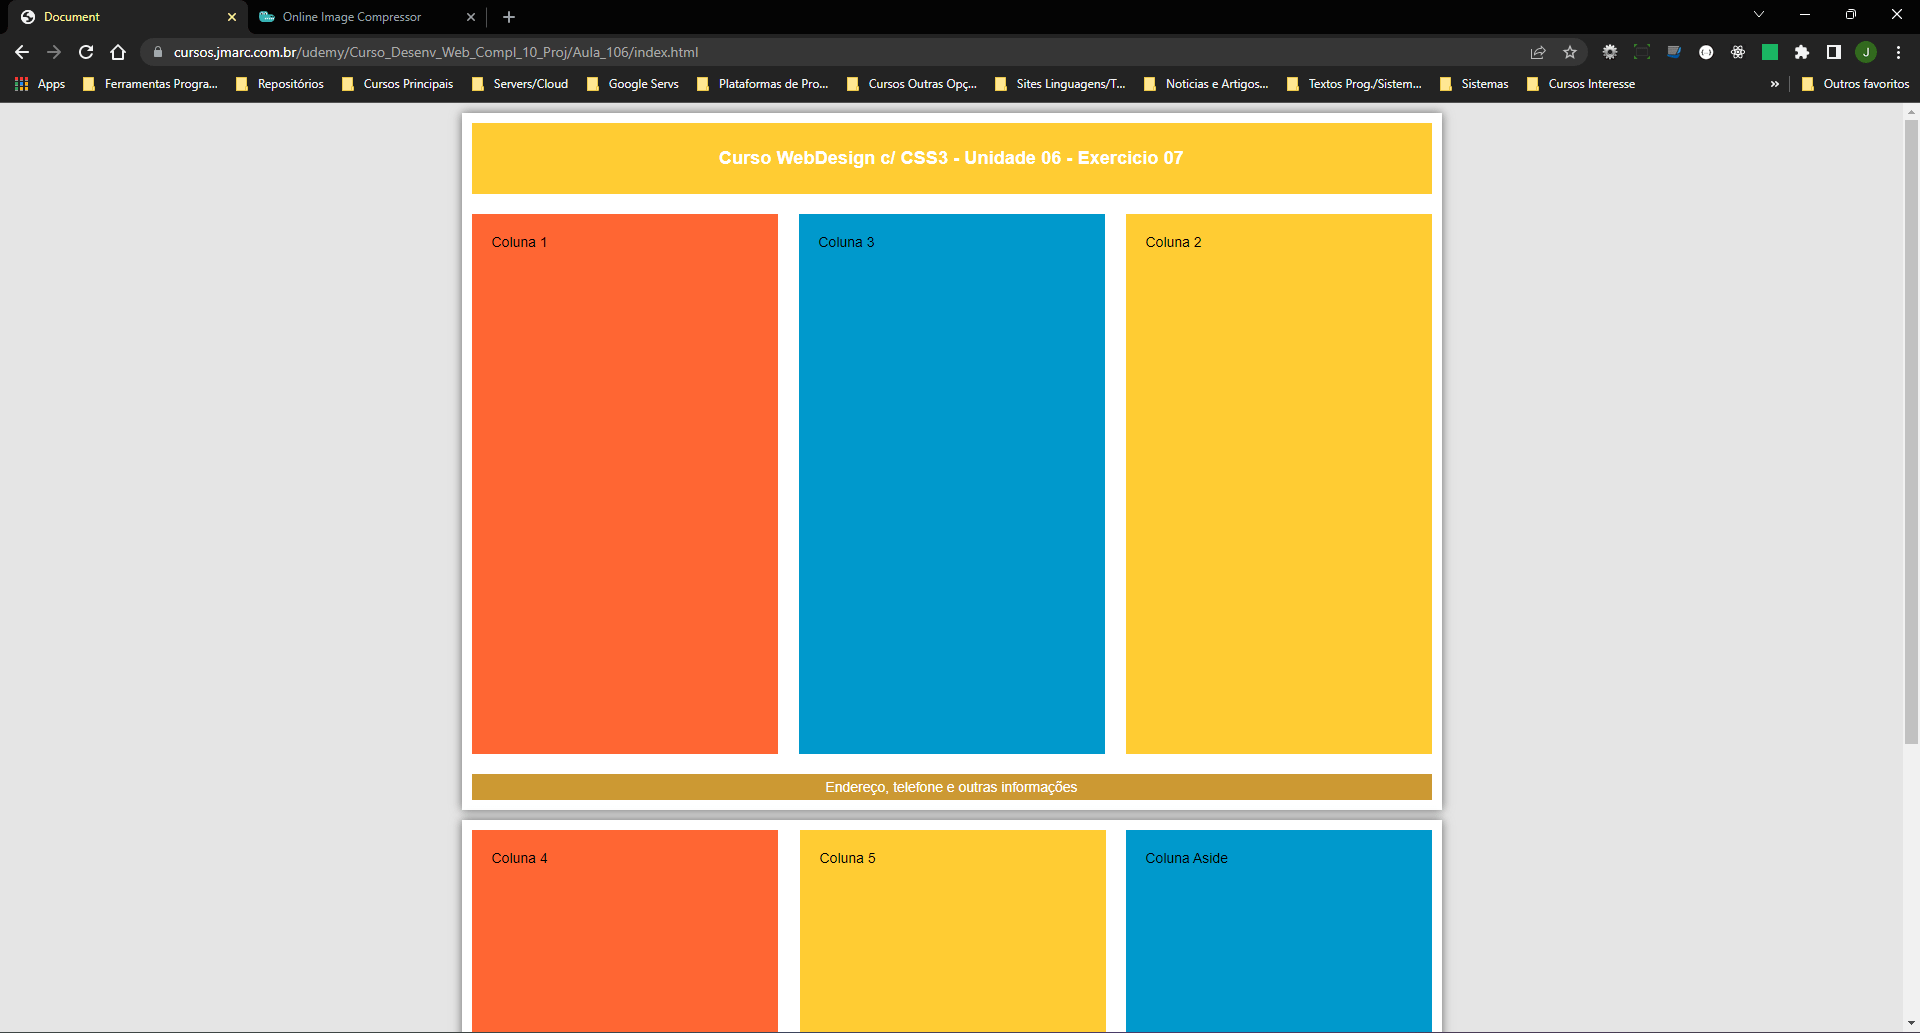 Document
Online Image Compressor
cursos.jmarc.com.br/udemy/Curso_Desenv_Web_Compl_10_Proj/Aula_106/index.html
J
Apps Ferramentas Progra... Repositórios Cursos Principais Servers/Cloud Google Servs Plataformas de Pro... Cursos Outras Opç... Sites Linguagens/T... Noticias e Artigos... Textos Prog./Sistem... Sistemas Cursos Interesse » Outros favoritos
Curso WebDesign c/ CSS3 - Unidade 06 - Exercicio 07
Coluna 1
Coluna 3
Coluna 2
Endereço, telefone e outras informações
Coluna 4
Coluna 5
Coluna Aside